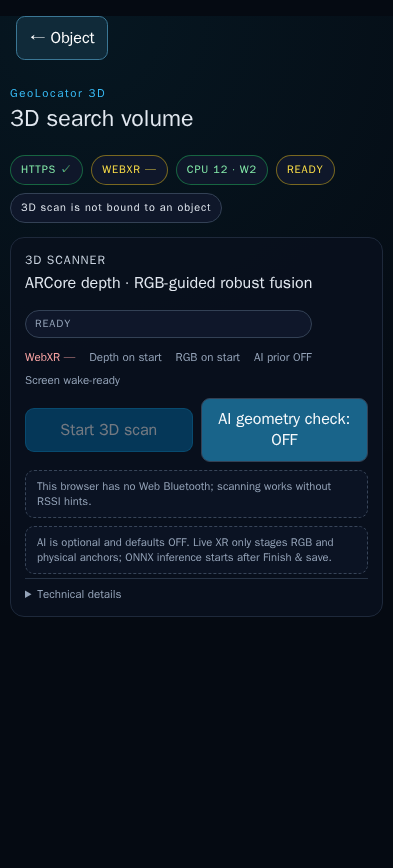 ← Object
GeoLocator 3D
3D search volume
HTTPS ✓ WEBXR — CPU 12 · W2 READY
3D scan is not bound to an object
3D SCANNER
ARCore depth · RGB-guided robust fusion
READY
WebXR — Depth on start RGB on start AI prior OFF
Screen wake-ready
Start 3D scan
AI geometry check:
OFF
This browser has no Web Bluetooth; scanning works without
RSSI hints.
AI is optional and defaults OFF. Live XR only stages RGB and
physical anchors; ONNX inference starts after Finish & save.
▶ Technical details